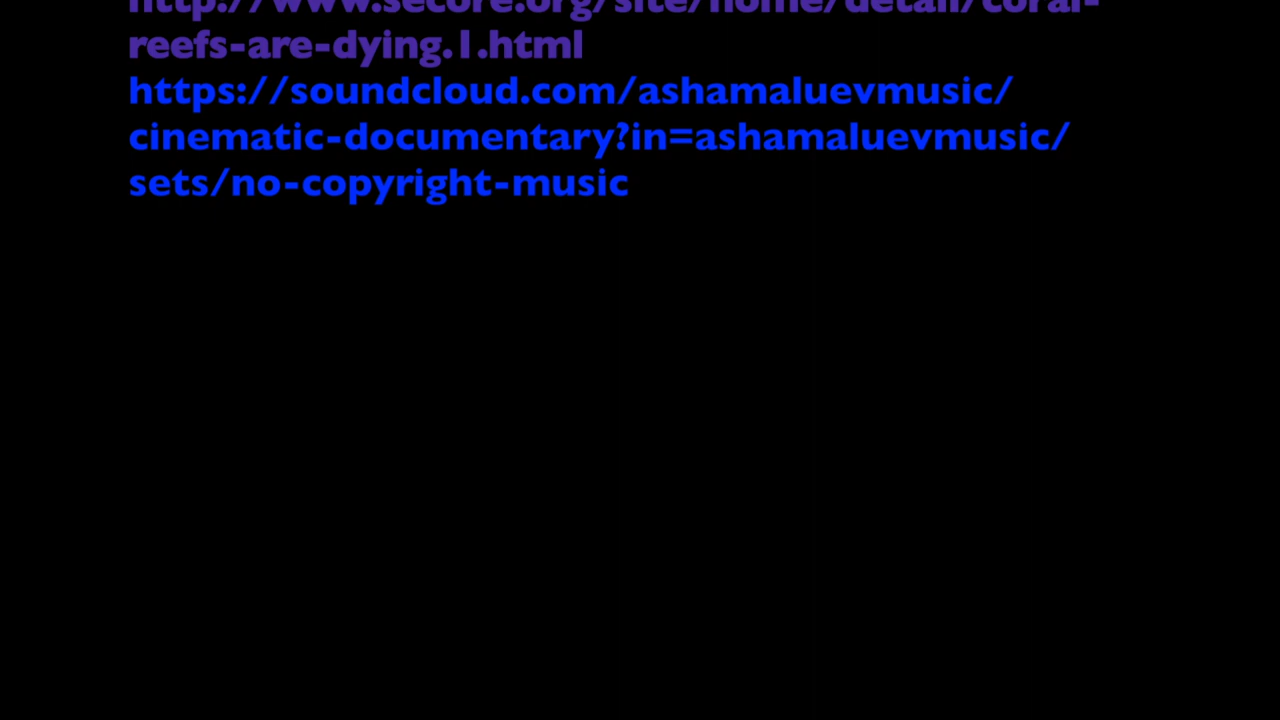 http://www.secore.org/site/home/detail/coral-
reefs-are-dying.1.html
https://soundcloud.com/ashamaluevmusic/
cinematic-documentary?in=ashamaluevmusic/
sets/no-copyright-music